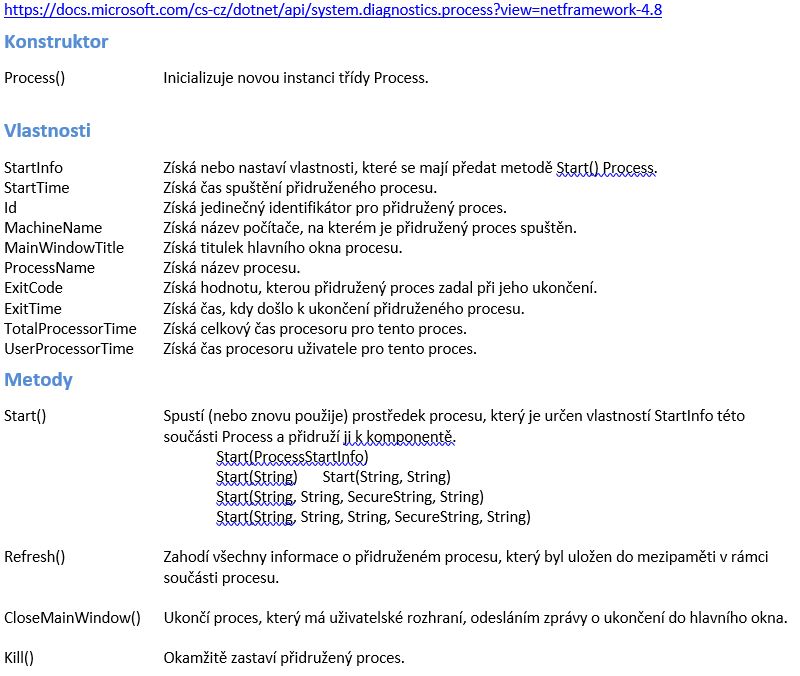 https://docs.microsoft.com/cs-cz/dotnet/api/system.diagnostics.process?view=netframework-4.8
Konstruktor
Process() Inicializuje novou instanci třídy Process.
Vlastnosti
StartInfo Získá nebo nastaví vlastnosti, které se mají předat metodě Start() Process.
StartTime Získá čas spuštění přidruženého procesu.
Id Získá jedinečný identifikátor pro přidružený proces.
MachineName Získá název počítače, na kterém je přidružený proces spuštěn.
MainWindowTitle Získá titulek hlavního okna procesu.
ProcessName Získá název procesu.
ExitCode Získá hodnotu, kterou přidružený proces zadal při jeho ukončení.
ExitTime Získá čas, kdy došlo k ukončení přidruženého procesu.
TotalProcessorTime Získá celkový čas procesoru pro tento proces.
UserProcessorTime Získá čas procesoru uživatele pro tento proces.
Metody
Start() Spustí (nebo znovu použije) prostředek procesu, který je určen vlastností StartInfo této
součásti Process a přidruží ji k komponentě.
Start(ProcessStartInfo)
Start(String) Start(String, String)
Start(String, String, SecureString, String)
Start(String, String, String, SecureString, String)
Refresh() Zahodí všechny informace o přidruženém procesu, který byl uložen do mezipaměti v rámci
součásti procesu.
CloseMainWindow() Ukončí proces, který má uživatelské rozhraní, odesláním zprávy o ukončení do hlavního okna.
Kill() Okamžitě zastaví přidružený proces.